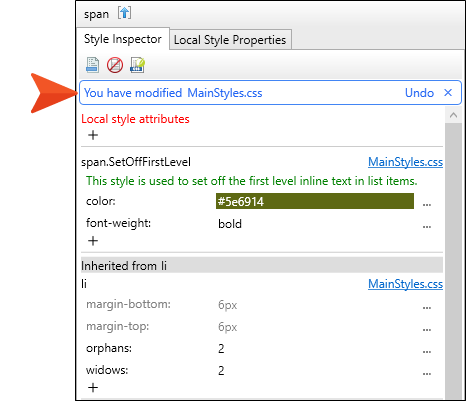 span
Style Inspector Local Style Properties
You have modified MainStyles.css Undo ×
Local style attributes
+
span.SetOffFirstLevel MainStyles.css
This style is used to set off the first level inline text in list items.
color: #5e6914 ...
font-weight: bold ...
+
Inherited from li
li MainStyles.css
margin-bottom: 6px ...
margin-top: 6px ...
orphans: 2 ...
widows: 2 ...
+